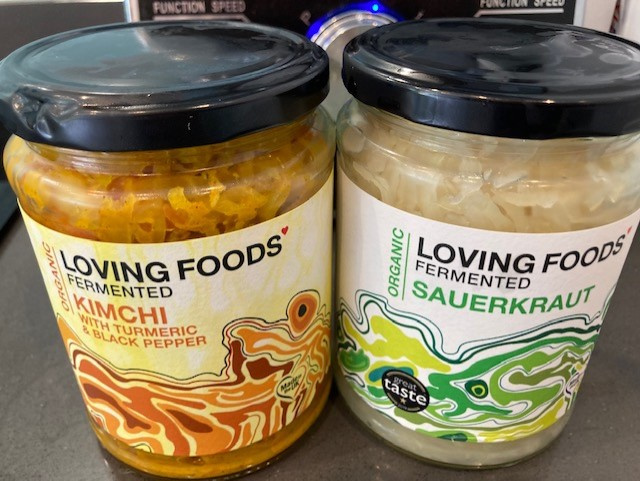 FUNCTION SPEED
P
FUNCTION SPEED
ORGANIC
LOVING FOODS
FERMENTED
KIMCHI
WITH TURMERIC
& BLACK PEPPER
Made
ORGANIC
LOVING FOODS
FERMENTED
SAUERKRAUT
great
taste